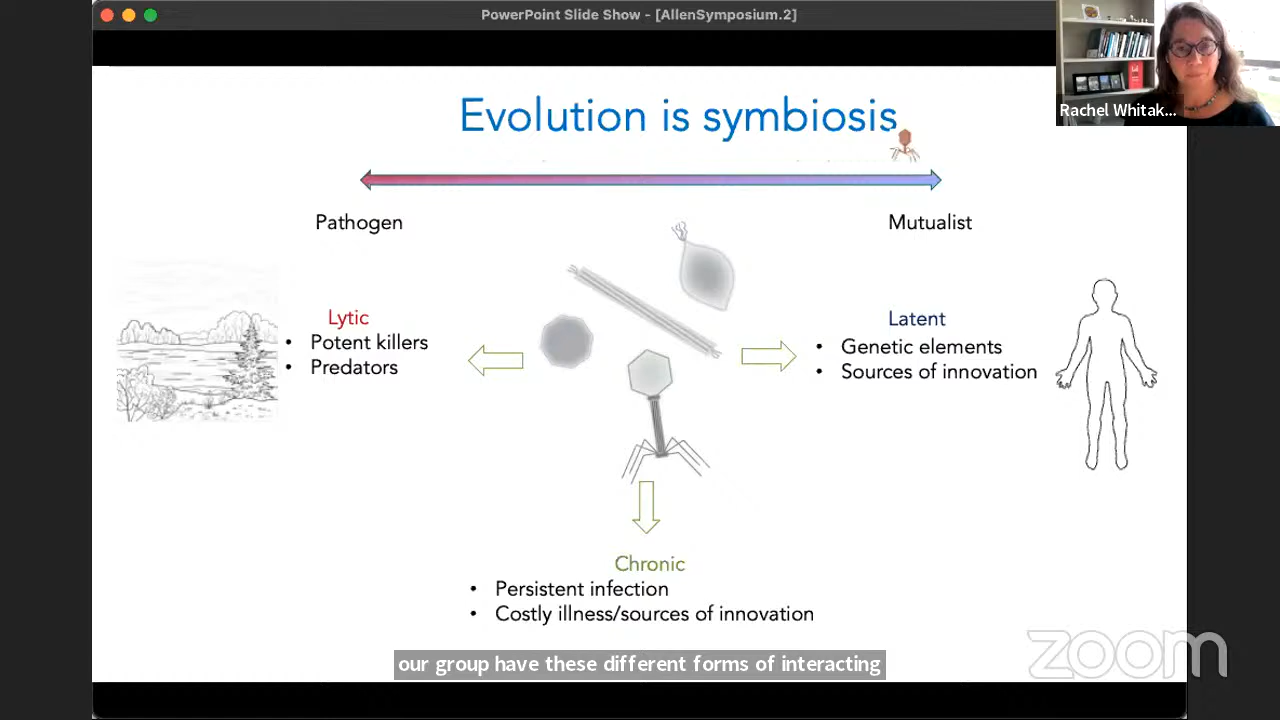 PowerPoint Slide Show - [AllenSymposium.2]
Rachel Whitak...
Evolution is symbiosis
Pathogen
Mutualist
Lytic
• Potent killers
• Predators
Latent
• Genetic elements
• Sources of innovation
Chronic
• Persistent infection
• Costly illness/sources of innovation
our group have these different forms of interacting
zoom